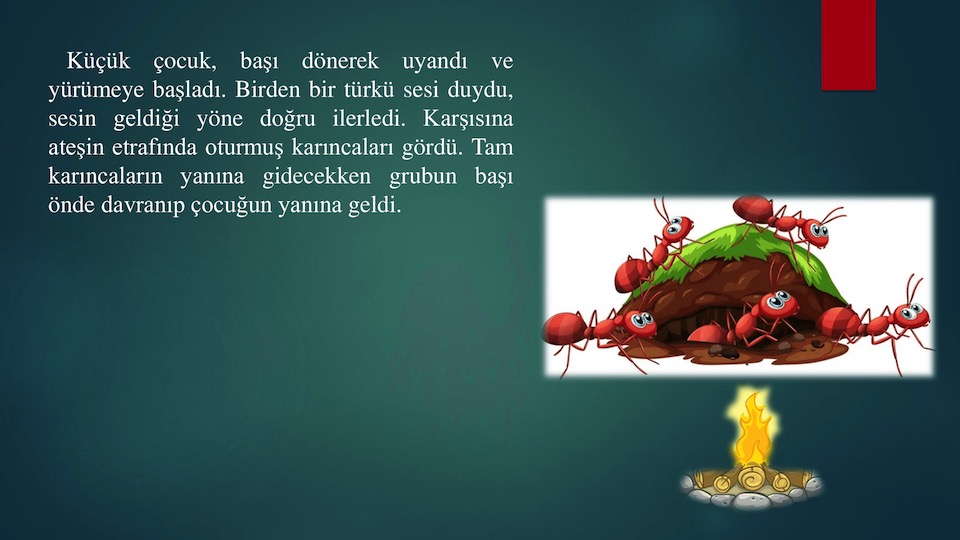 Küçük çocuk, başı dönerek uyandı ve
yürümeye başladı. Birden bir türkü sesi duydu,
sesin geldiği yöne doğru ilerledi. Karşısına
ateşin etrafında oturmuş karıncaları gördü. Tam
karıncaların yanına gidecekken grubun başı
önde davranıp çocuğun yanına geldi.